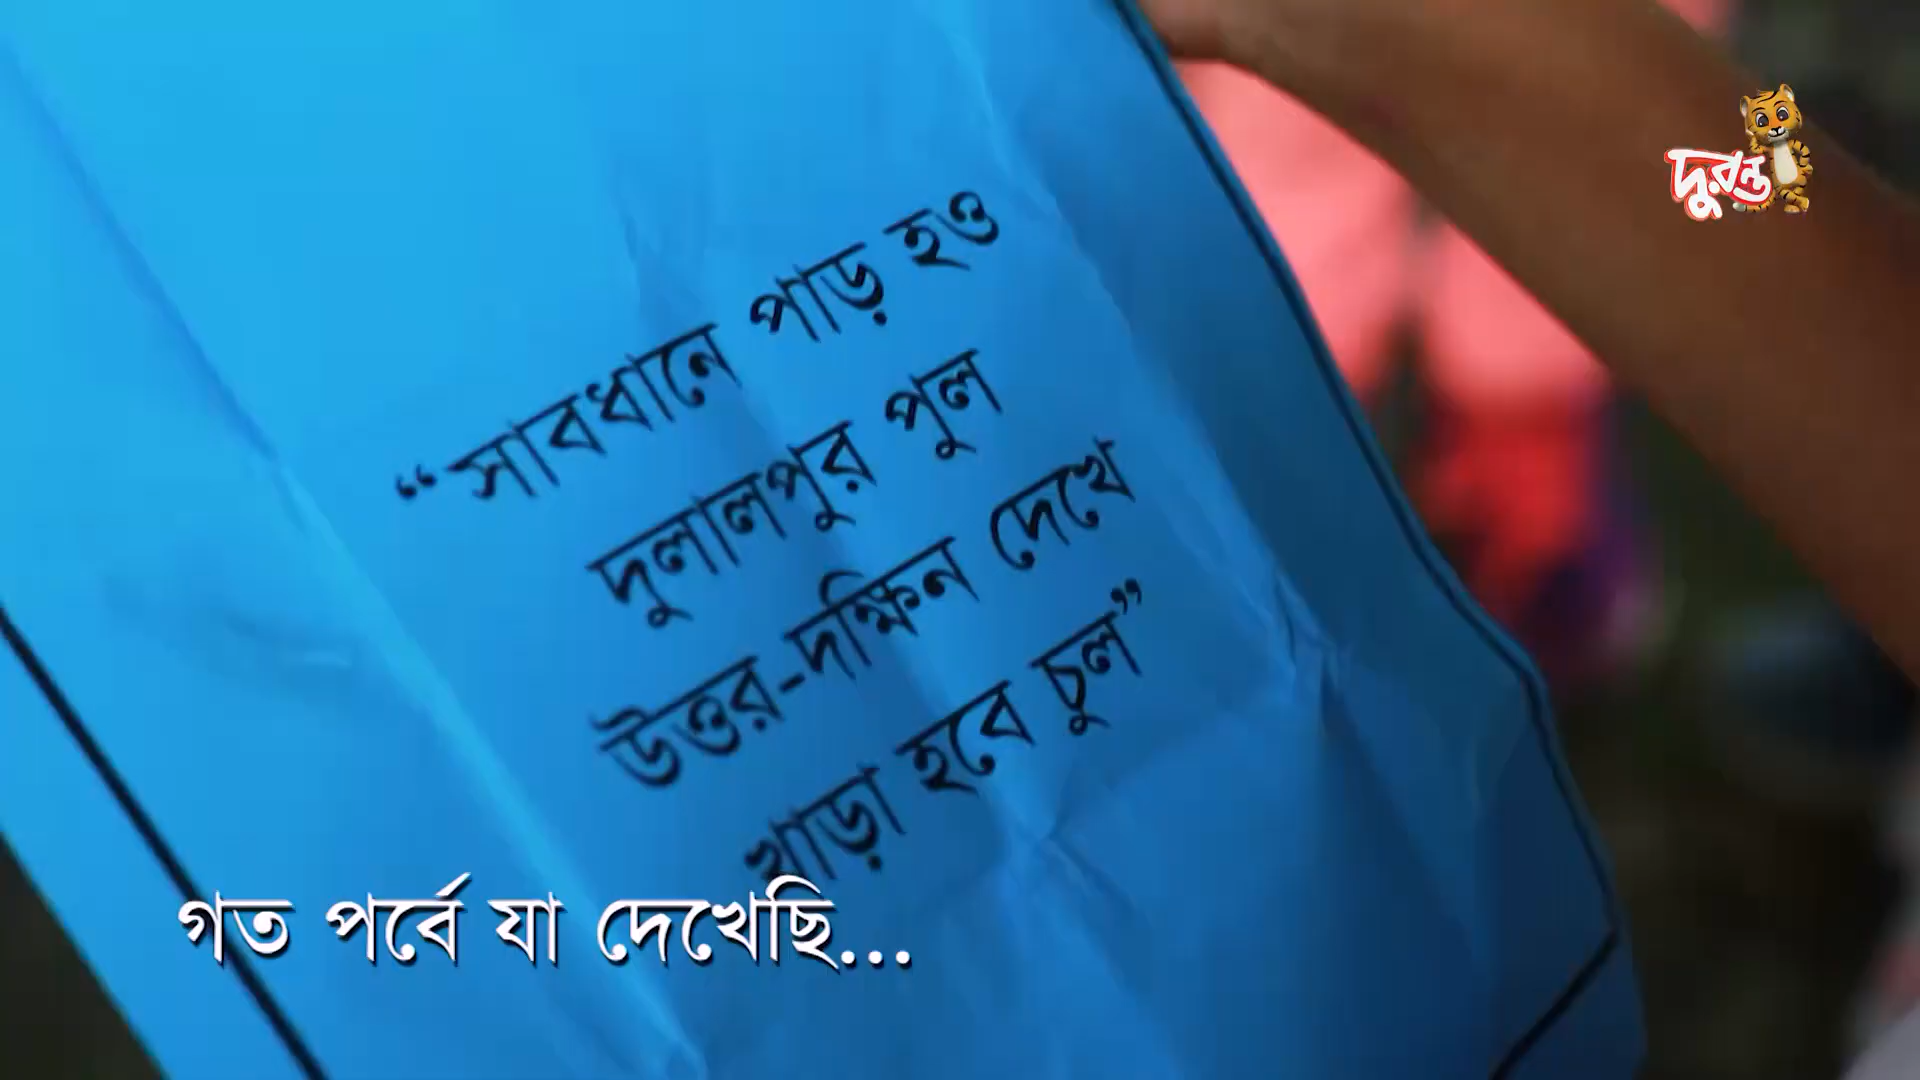 দুরন্ত
“সাবধানে পাড় হও
দুলালপুর পুল
উত্তর-দক্ষিন দেখে
খাড়া হবে চুল”
গত পর্বে যা দেখেছি...